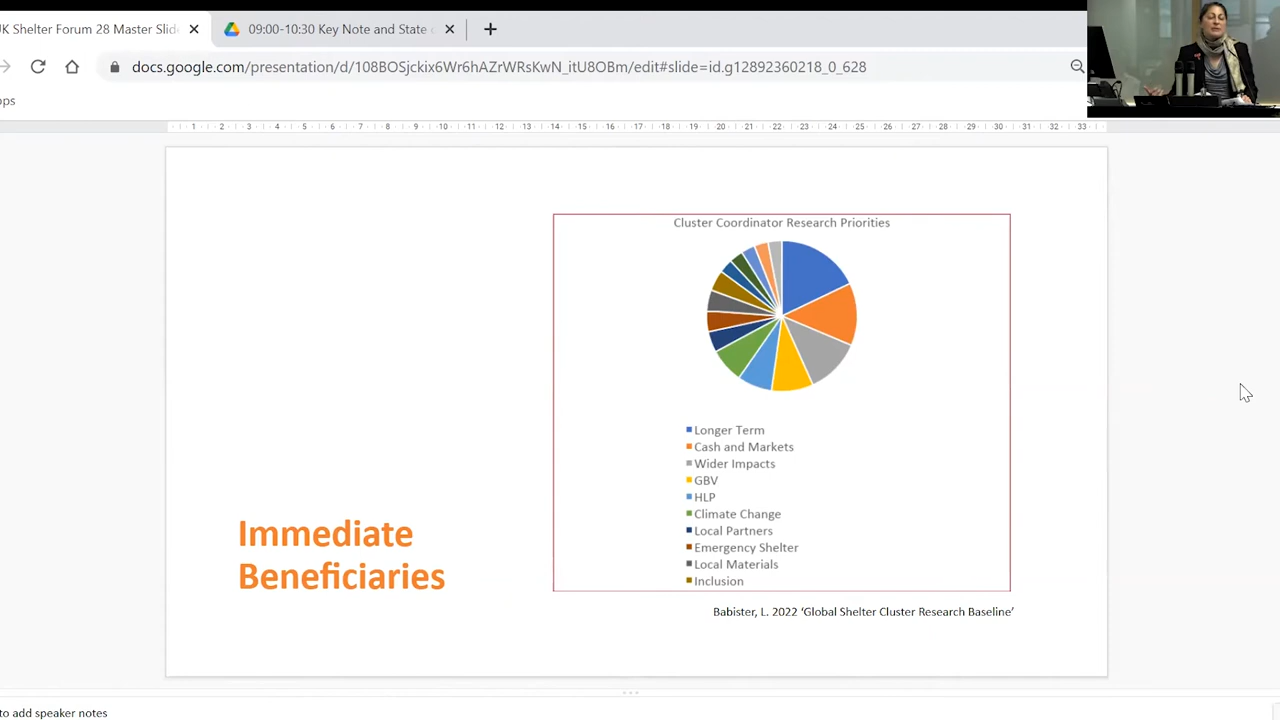 JK Shelter Forum 28 Master Slid
09:00-10:30 Key Note and State
docs.google.com/presentation/d/108BOSjckix6Wr6hAZrWRsKwN_itU8OBm/edit#slide=id.g12892360218_0_628
ops
1 2 3 4 5 6 7 8 9 10 11 12 13 14 15 16 17 18 19 20 21 22 23 24 25 26 27 28 29 30 31 32 33
Cluster Coordinator Research Priorities
Longer Term
Cash and Markets
Wider Impacts
GBV
HLP
Climate Change
Local Partners
Emergency Shelter
Local Materials
Inclusion
Immediate
Beneficiaries
Babister, L. 2022 ‘Global Shelter Cluster Research Baseline’
to add speaker notes